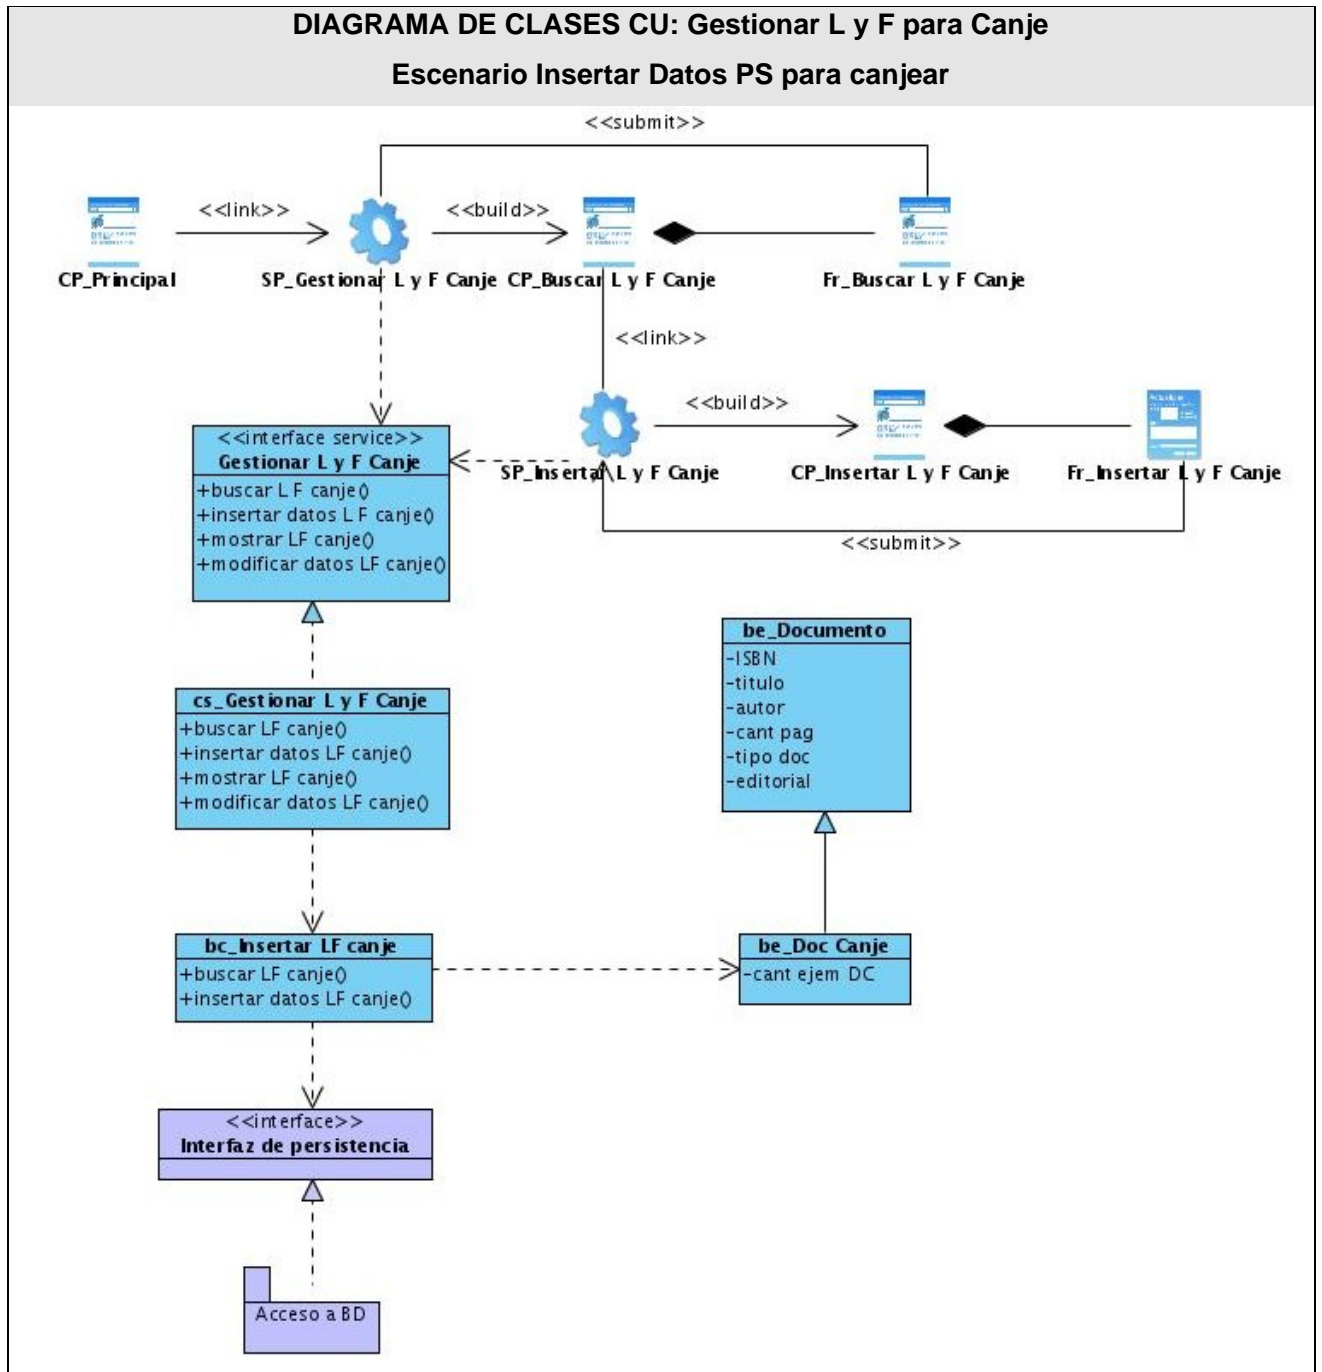 DIAGRAMA DE CLASES CU: Gestionar L y F para Canje
Escenario Insertar Datos PS para canjear
<<submit>>
<<link>>
<<build>>
CP_Principal
SP_Gestionar L y F Canje
CP_Buscar L y F Canje
Fr_Buscar L y F Canje
<<link>>
<<build>>
SP_Insertar L y F Canje
CP_Insertar L y F Canje
Fr_Insertar L y F Canje
<<submit>>
<<interface service>>
Gestionar L y F Canje
+buscar L F canje()
+insertar datos L F canje()
+mostrar LF canje()
+modificar datos LF canje()
be_Documento
-ISBN
-titulo
-autor
-cant pag
-tipo doc
-editorial
cs_Gestionar L y F Canje
+buscar LF canje()
+insertar datos LF canje()
+mostrar LF canje()
+modificar datos LF canje()
bc_Insertar LF canje
+buscar LF canje()
+insertar datos LF canje()
be_Doc Canje
-cant ejem DC
<<interface>>
Interfaz de persistencia
Acceso a BD